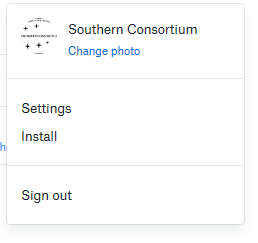 Southern Consortium
Change photo
Settings
Install
Sign out